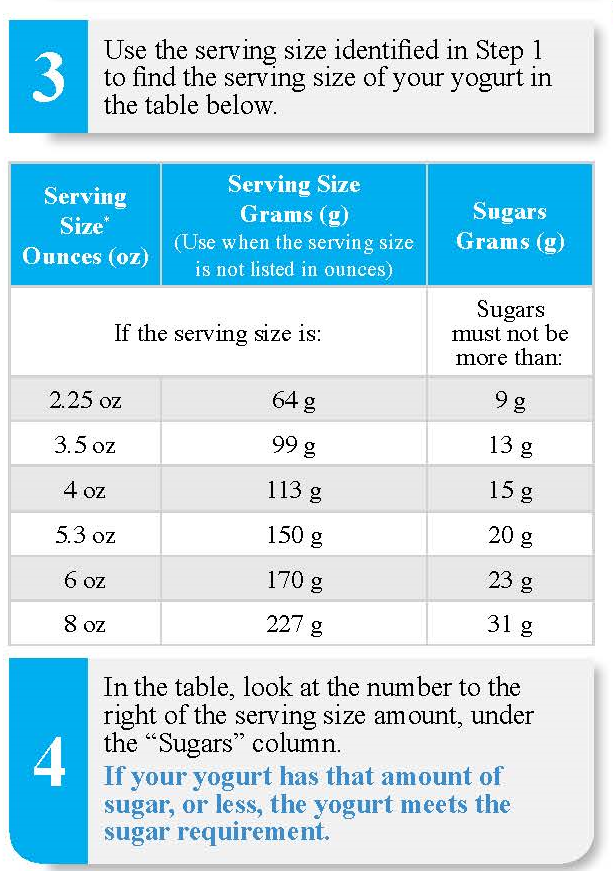 3
Use the serving size identified in Step 1
to find the serving size of your yogurt in
the table below.
Serving
Size*
Ounces (oz)
Serving Size
Grams (g)
(Use when the serving size
is not listed in ounces)
Sugars
Grams (g)
If the serving size is:
Sugars
must not be
more than:
2.25 oz 64 g 9 g
3.5 oz 99 g 13 g
4 oz 113 g 15 g
5.3 oz 150 g 20 g
6 oz 170 g 23 g
8 oz 227 g 31 g
4
In the table, look at the number to the
right of the serving size amount, under
the “Sugars” column.
If your yogurt has that amount of
sugar, or less, the yogurt meets the
sugar requirement.